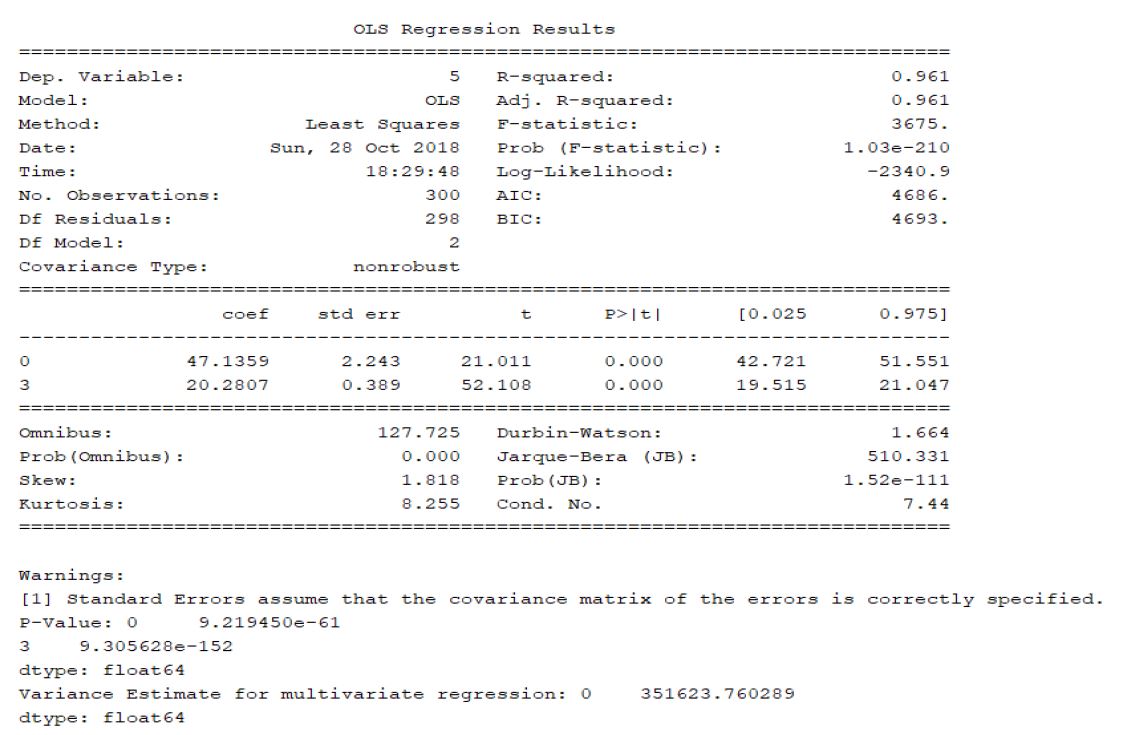 OLS Regression Results
==============================================================================
Dep. Variable: 5 R-squared: 0.961
Model: OLS Adj. R-squared: 0.961
Method: Least Squares F-statistic: 3675.
Date: Sun, 28 Oct 2018 Prob (F-statistic): 1.03e-210
Time: 18:29:48 Log-Likelihood: -2340.9
No. Observations: 300 AIC: 4686.
Df Residuals: 298 BIC: 4693.
Df Model: 2
Covariance Type: nonrobust
==============================================================================
coef std err t P>|t| [0.025 0.975]
------------------------------------------------------------------------------
0 47.1359 2.243 21.011 0.000 42.721 51.551
3 20.2807 0.389 52.108 0.000 19.515 21.047
==============================================================================
Omnibus: 127.725 Durbin-Watson: 1.664
Prob(Omnibus): 0.000 Jarque-Bera (JB): 510.331
Skew: 1.818 Prob(JB): 1.52e-111
Kurtosis: 8.255 Cond. No. 7.44
==============================================================================
Warnings:
[1] Standard Errors assume that the covariance matrix of the errors is correctly specified.
P-Value: 0 9.219450e-61
3 9.305628e-152
dtype: float64
Variance Estimate for multivariate regression: 0 351623.760289
dtype: float64